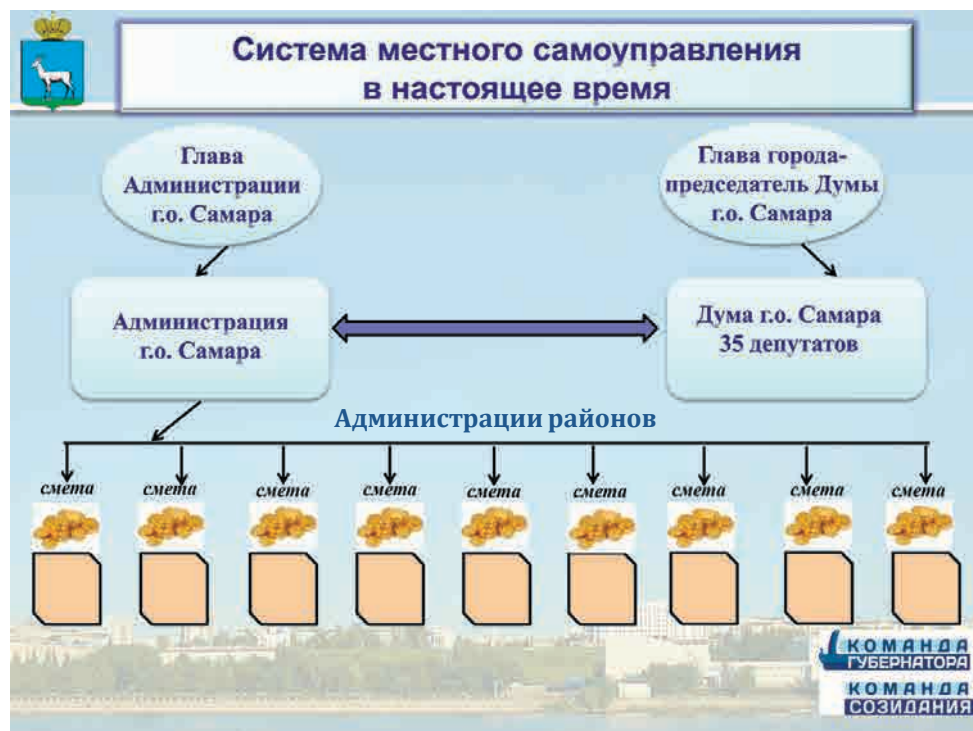 Система местного самоуправления
в настоящее время
Глава
Администрации
г.о. Самара
Глава города-
председатель Думы
г.о. Самара
Администрация
г.о. Самара
Дума г.о. Самара
35 депутатов
Администрации районов
смета смета смета смета смета смета смета смета смета
КОМАНДА
ГУБЕРНАТОРА
КОМАНДА
СОЗИДАНИЯ